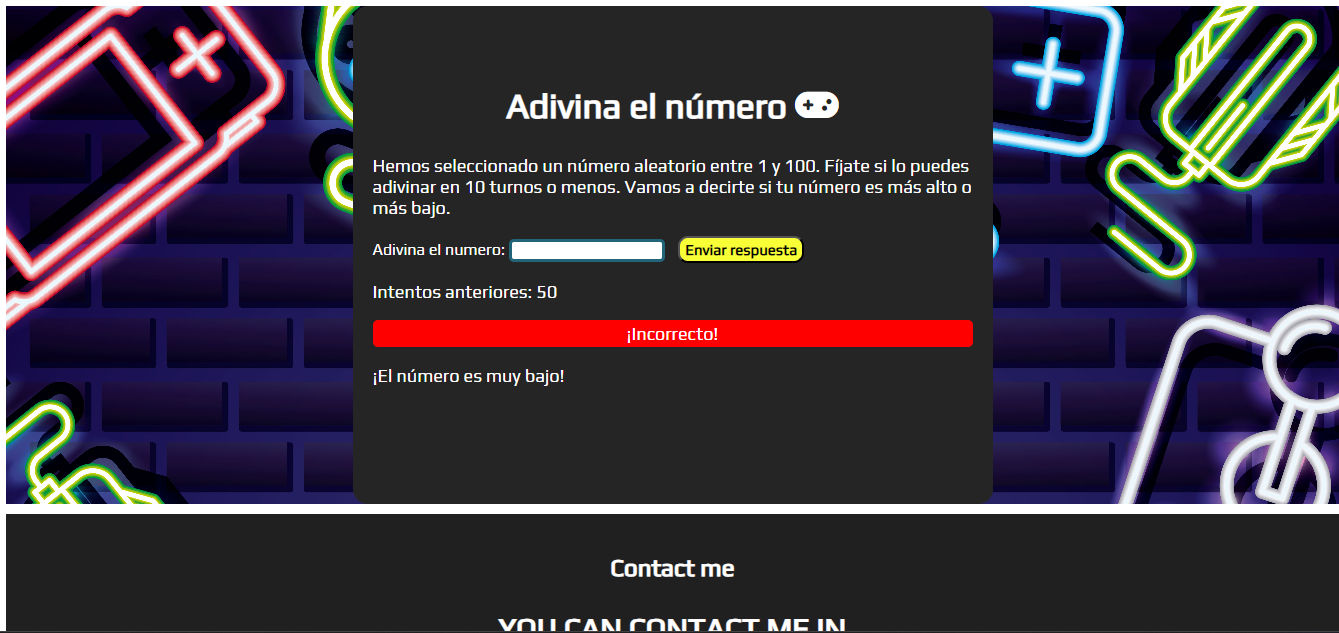 Adivina el número
Hemos seleccionado un número aleatorio entre 1 y 100. Fíjate si lo puedes
adivinar en 10 turnos o menos. Vamos a decirte si tu número es más alto o
más bajo.
Adivina el numero:
Enviar respuesta
Intentos anteriores: 50
¡Incorrecto!
¡El número es muy bajo!
Contact me
YOU CAN CONTACT ME IN